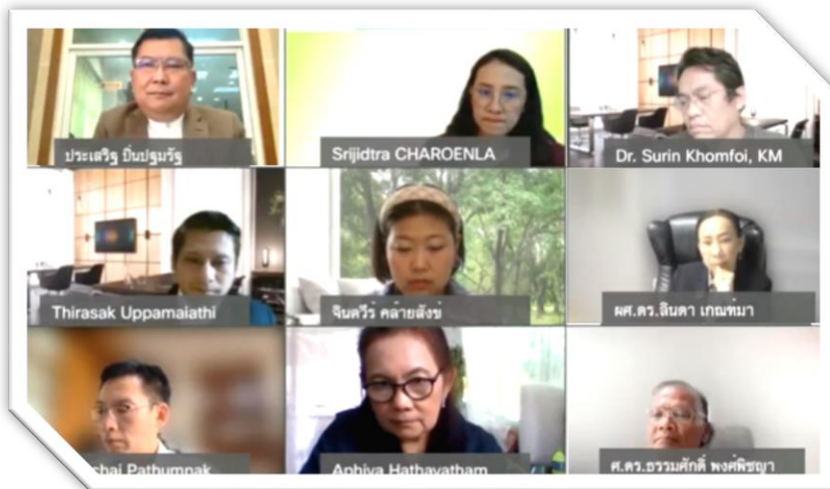 ประเสริฐ ปิ่นปฐมรัฐ
Srijidtra CHAROENLA
Dr. Surin Khomfoi, KM
Thirasak Uppamaiathi
จินตวีร์ คล้ายสังข์
ผศ.ดร.ลินดา เกณฑ์มา
Pathumnak
Aphiya Hathayatham
ศ.ดร.ธรรมศักดิ์ พงศ์พิชญา